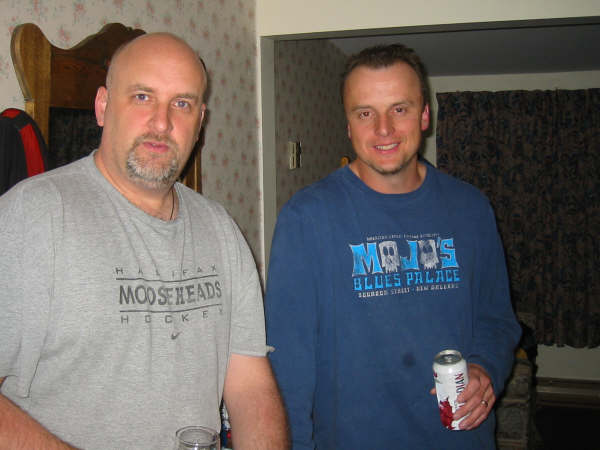 HALIFAX
MOOSEHEADS
HOCKEY
MOJO'S
BLUES PALACE
BOURBON STREET - NEW ORLEANS